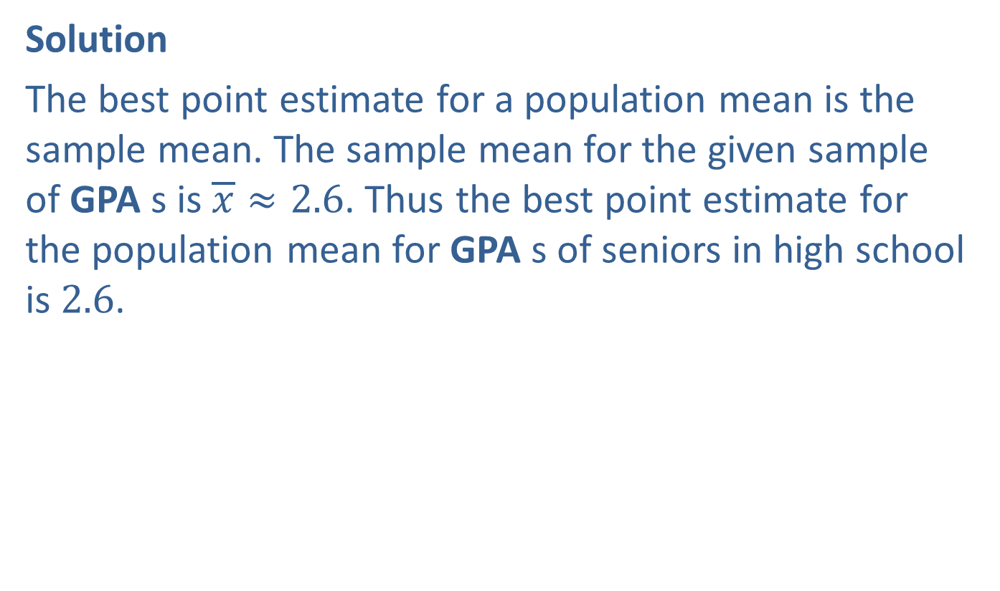 Solution
The best point estimate for a population mean is the
sample mean. The sample mean for the given sample
of GPA s is x̅ ≈ 2.6. Thus the best point estimate for
the population mean for GPA s of seniors in high school
is 2.6.